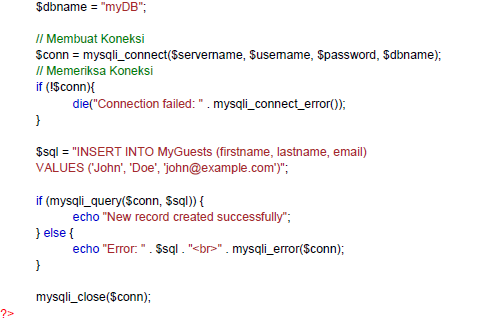 $dbname = "myDB";
// Membuat Koneksi
$conn = mysqli_connect($servername, $username, $password, $dbname);
// Memeriksa Koneksi
if (!$conn){
die("Connection failed: " . mysqli_connect_error());
}
$sql = "INSERT INTO MyGuests (firstname, lastname, email)
VALUES ('John', 'Doe', 'john@example.com')";
if (mysqli_query($conn, $sql)) {
echo "New record created successfully";
} else {
echo "Error: " . $sql . "<br>" . mysqli_error($conn);
}
mysqli_close($conn);
?>